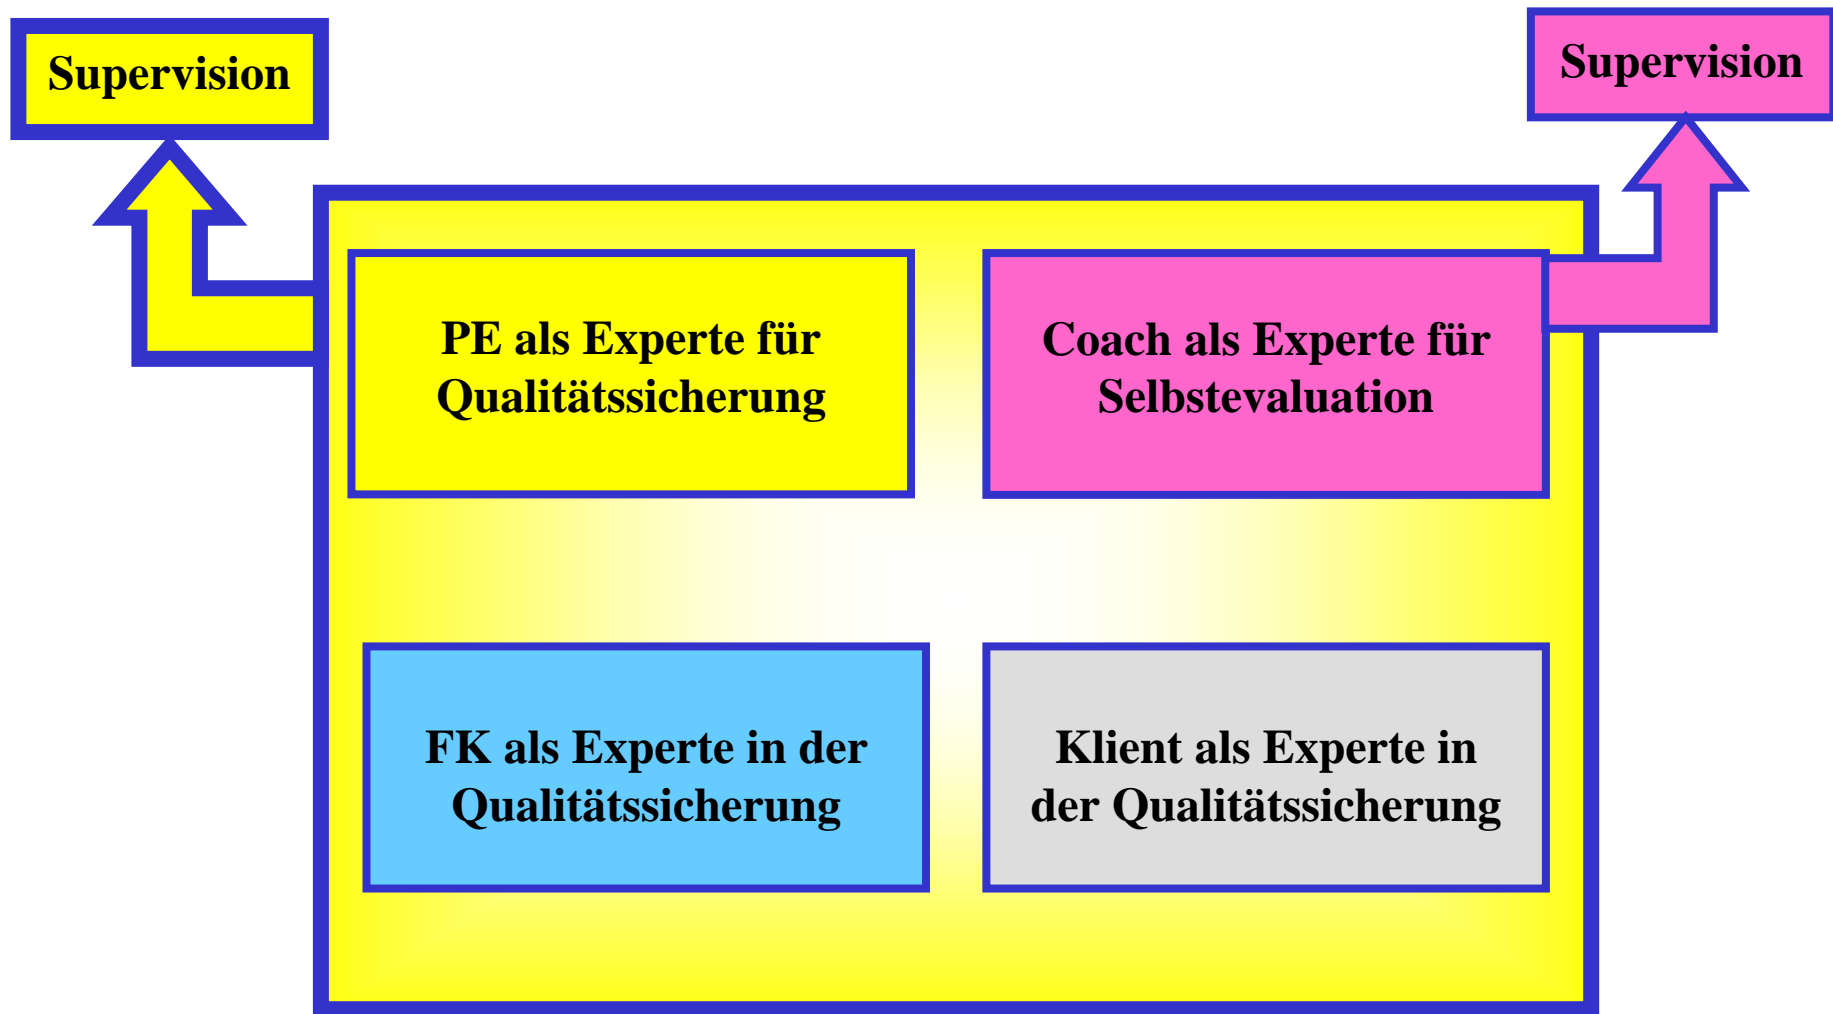 Supervision
Supervision
PE als Experte für
Qualitätssicherung
Coach als Experte für
Selbstevaluation
FK als Experte in der
Qualitätssicherung
Klient als Experte in
der Qualitätssicherung